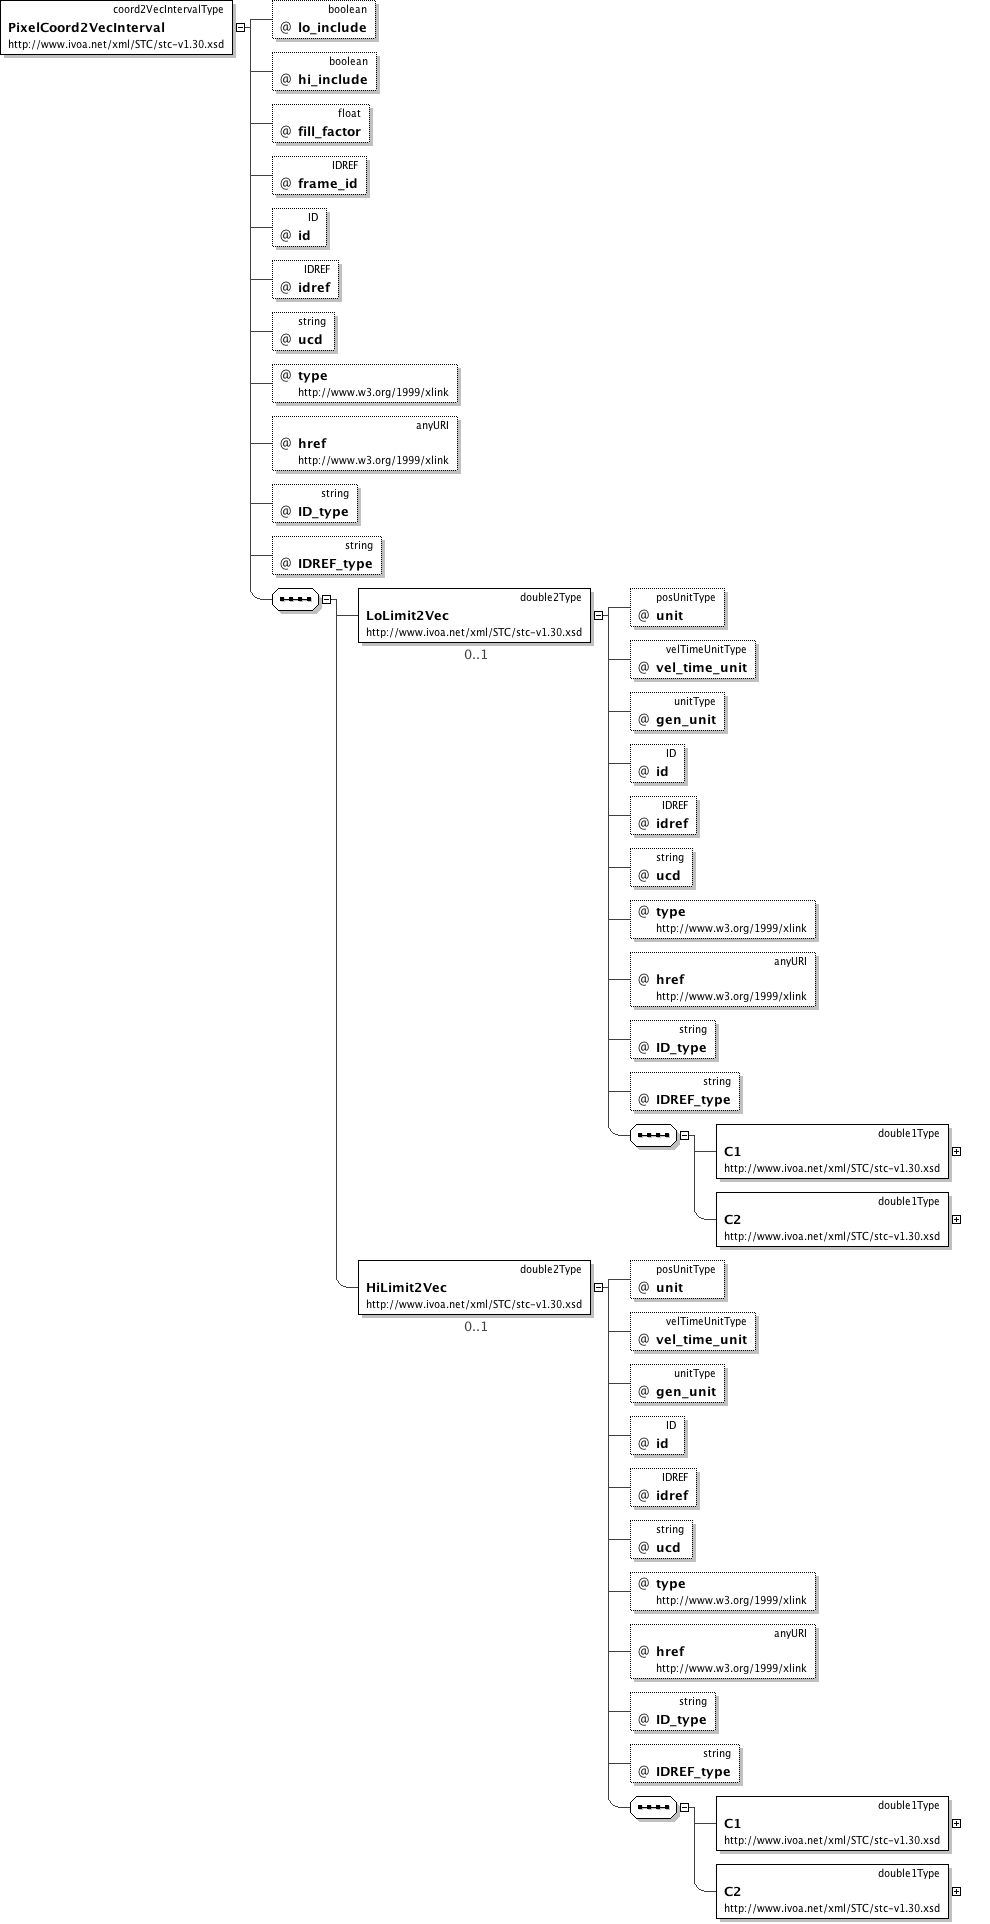 coord2VecIntervalType
PixelCoord2VecInterval
http://www.ivoa.net/xml/STC/stc-v1.30.xsd
boolean
@ lo_include
boolean
@ hi_include
float
@ fill_factor
IDREF
@ frame_id
ID
@ id
IDREF
@ idref
string
@ ucd
@ type
http://www.w3.org/1999/xlink
anyURI
@ href
http://www.w3.org/1999/xlink
string
@ ID_type
string
@ IDREF_type
double2Type
LoLimit2Vec
http://www.ivoa.net/xml/STC/stc-v1.30.xsd
0..1
posUnitType
@ unit
velTimeUnitType
@ vel_time_unit
unitType
@ gen_unit
ID
@ id
IDREF
@ idref
string
@ ucd
@ type
http://www.w3.org/1999/xlink
anyURI
@ href
http://www.w3.org/1999/xlink
string
@ ID_type
string
@ IDREF_type
double1Type
C1
http://www.ivoa.net/xml/STC/stc-v1.30.xsd
double1Type
C2
http://www.ivoa.net/xml/STC/stc-v1.30.xsd
double2Type
HiLimit2Vec
http://www.ivoa.net/xml/STC/stc-v1.30.xsd
0..1
posUnitType
@ unit
velTimeUnitType
@ vel_time_unit
unitType
@ gen_unit
ID
@ id
IDREF
@ idref
string
@ ucd
@ type
http://www.w3.org/1999/xlink
anyURI
@ href
http://www.w3.org/1999/xlink
string
@ ID_type
string
@ IDREF_type
double1Type
C1
http://www.ivoa.net/xml/STC/stc-v1.30.xsd
double1Type
C2
http://www.ivoa.net/xml/STC/stc-v1.30.xsd